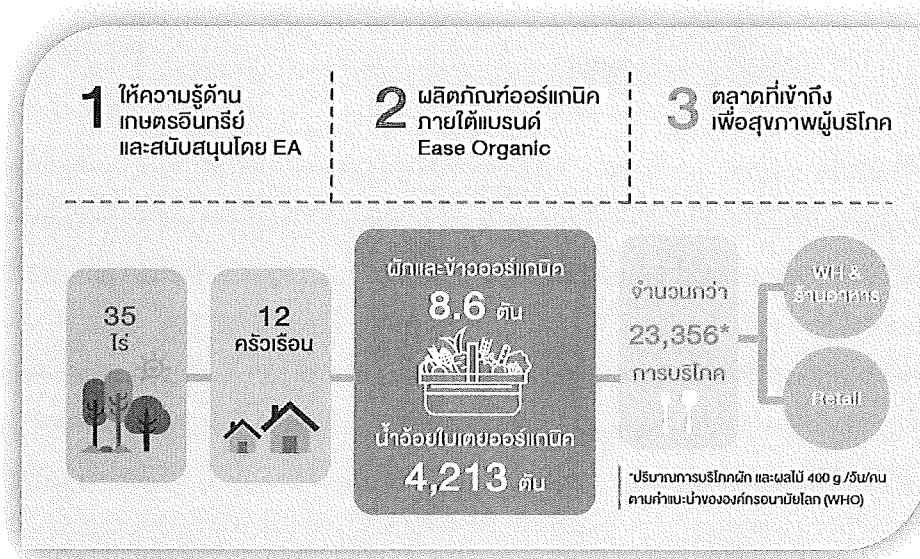 1 ให้ความรู้ด้าน
เกษตรอินทรีย์
และสนับสนุนโดย EA
2 ผลิตภัณฑ์ออร์แกนิค
ภายใต้แบรนด์
Ease Organic
3 ตลาดที่เข้าถึง
เพื่อสุขภาพผู้บริโภค
35
ไร่
12
ครัวเรือน
ผักและข้าวออร์แกนิค
8.6 ตัน
น้ำอ้อยใบเตยออร์แกนิค
4,213 ตัน
จำนวนกว่า
23,356*
การบริโภค
WH &
ร้านอาหาร
Retail
*ปริมาณการบริโภคผัก และผลไม้ 400 g /วัน/คน
ตามคำแนะนำขององค์กรอนามัยโลก (WHO)